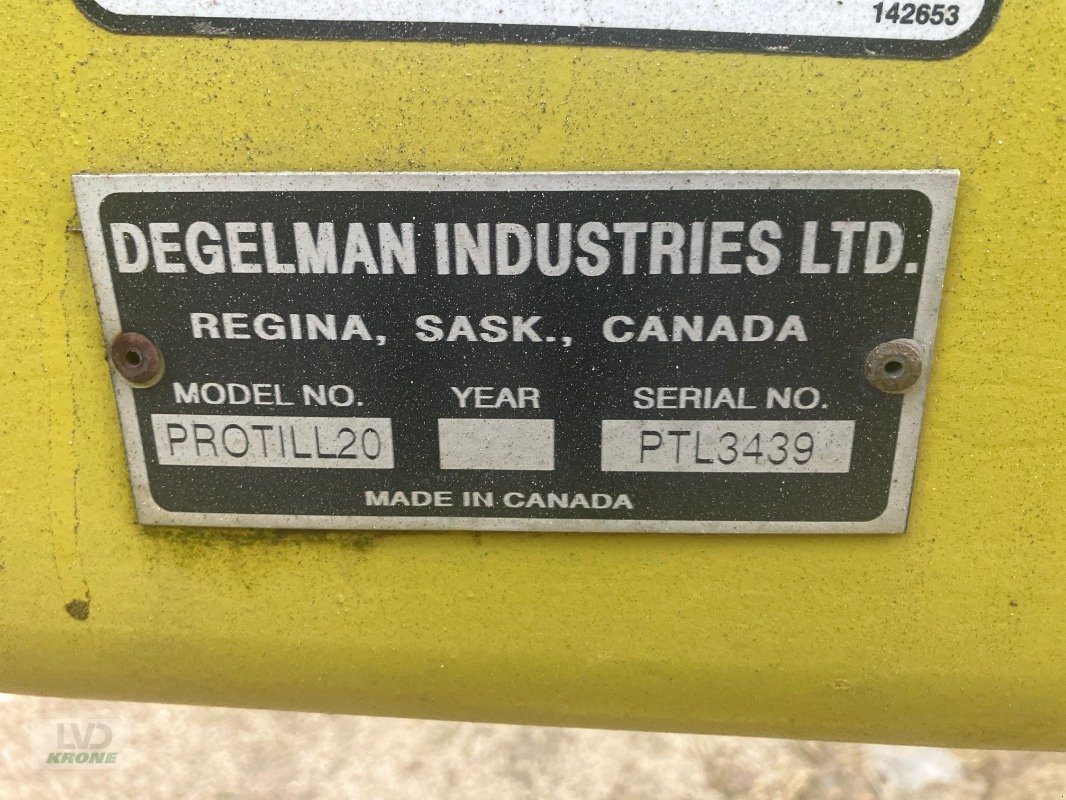 142653
DEGELMAN INDUSTRIES LTD.
REGINA, SASK., CANADA
MODEL NO. YEAR SERIAL NO.
PROTILL20 PTL3439
MADE IN CANADA
LVD
KRONE